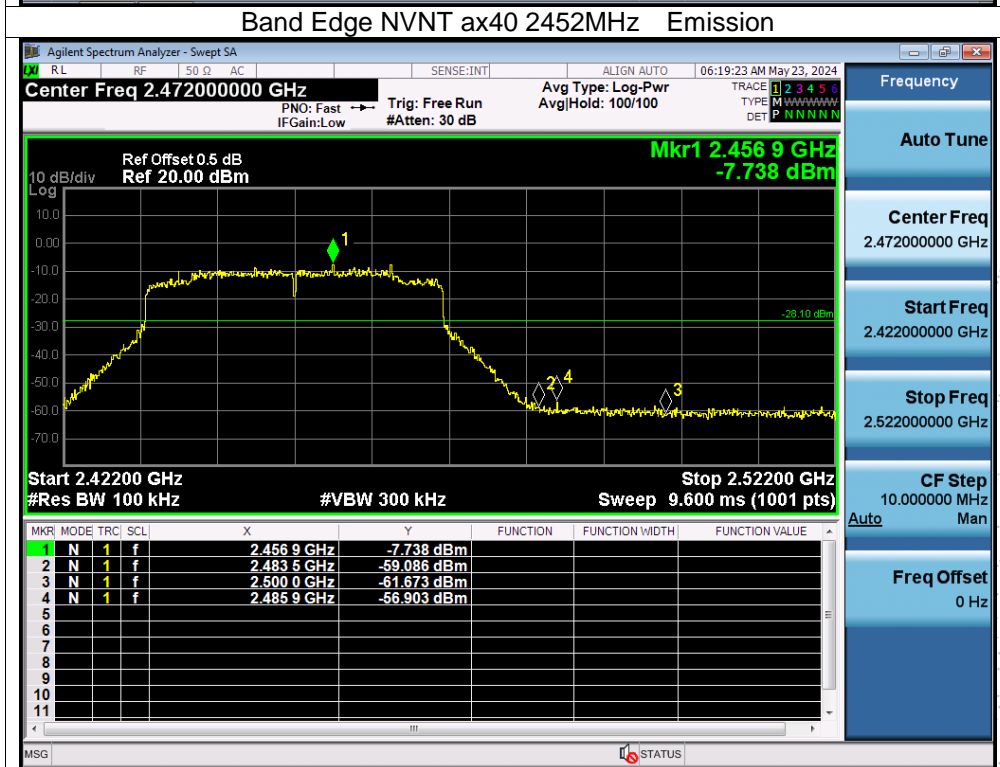 Band Edge NVNT ax40 2452MHz Emission
Agilent Spectrum Analyzer - Swept SA
LXI RL RF 50 Ω AC SENSE:INT ALIGN AUTO 06:19:23 AM May 23, 2024
Center Freq 2.472000000 GHz
PNO: Fast
IFGain:Low
Trig: Free Run
#Atten: 30 dB
Avg Type: Log-Pwr
Avg|Hold: 100/100
TRACE 1 2 3 4 5 6
TYPE M WWWWW
DET P N N N N N
Mkr1 2.456 9 GHz
-7.738 dBm
Ref Offset 0.5 dB
10 dB/div Ref 20.00 dBm
Log
10.0
0.00
-10.0
-20.0
-30.0
-40.0
-50.0
-60.0
-70.0
1
-28.10 dBm
2 4 3
Start 2.42200 GHz Stop 2.52200 GHz
#Res BW 100 kHz #VBW 300 kHz Sweep 9.600 ms (1001 pts)
MKR MODE TRC SCL X Y FUNCTION FUNCTION WIDTH FUNCTION VALUE
1 N 1 f 2.456 9 GHz -7.738 dBm
2 N 1 f 2.483 5 GHz -59.086 dBm
3 N 1 f 2.500 0 GHz -61.673 dBm
4 N 1 f 2.485 9 GHz -56.903 dBm
5
6
7
8
9
10
11
MSG STATUS
Frequency
Auto Tune
Center Freq
2.472000000 GHz
Start Freq
2.422000000 GHz
Stop Freq
2.522000000 GHz
CF Step
10.000000 MHz
Auto Man
Freq Offset
0 Hz